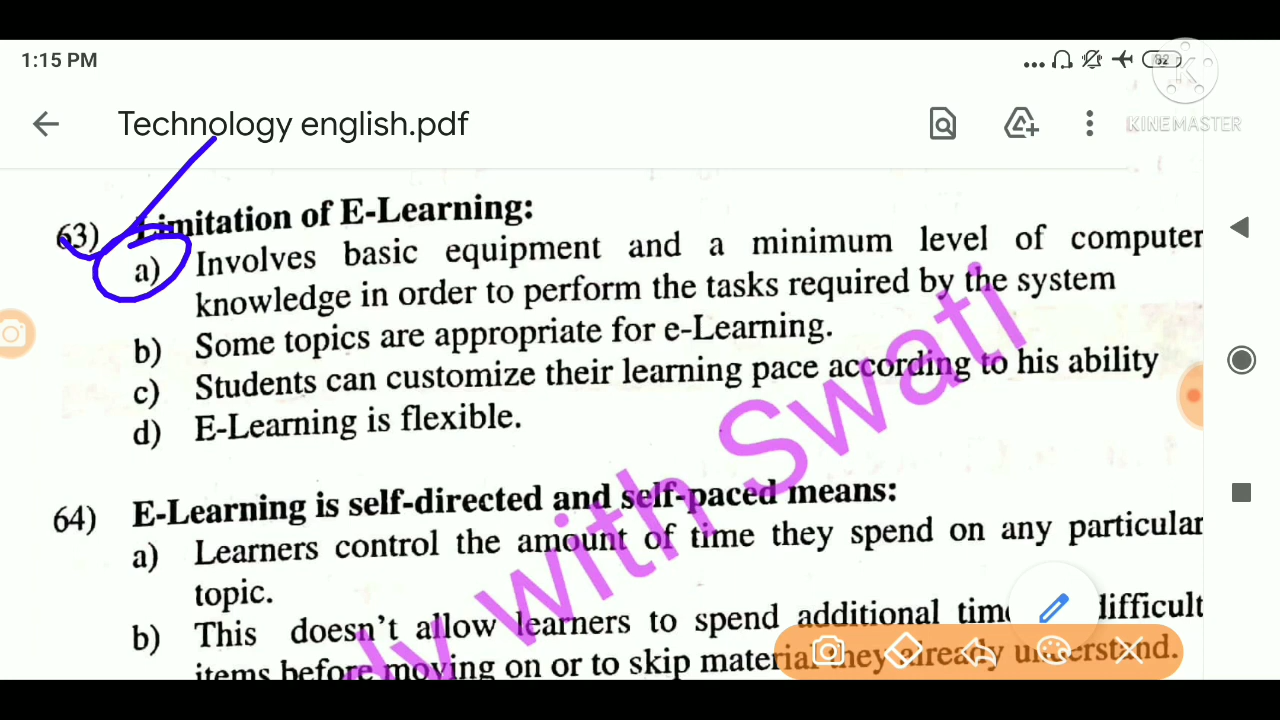 1:15 PM
92
KINEMASTER
Technology english.pdf
63) Limitation of E-Learning:
a) Involves basic equipment and a minimum level of computer
knowledge in order to perform the tasks required by the system
b) Some topics are appropriate for e-Learning.
c) Students can customize their learning pace according to his ability
d) E-Learning is flexible.
64) E-Learning is self-directed and self-paced means:
a) Learners control the amount of time they spend on any particular
topic.
b) This doesn't allow learners to spend additional difficult
items before moving on or to skip material they already understand.
with Swati